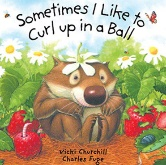 Sometimes I Like to
Curl up in a Ball
Vicki Churchill
Charles Fuge